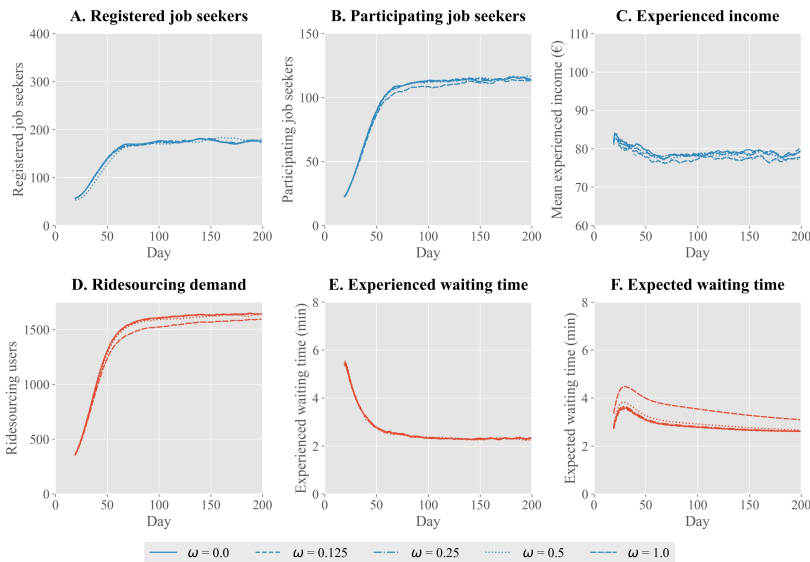 A. Registered job seekers
B. Participating job seekers
C. Experienced income
Registered job seekers
400
300
200
100
0
0 50 100 150 200
Day
Participating job seekers
150
100
50
0
0 50 100 150 200
Day
Mean experienced income (€)
110
100
90
80
70
60
0 50 100 150 200
Day
D. Ridesourcing demand
E. Experienced waiting time
F. Expected waiting time
Ridesourcing users
1500
1000
500
0
0 50 100 150 200
Day
Experienced waiting time (min)
8
6
4
2
0
0 50 100 150 200
Day
Expected waiting time (min)
8
6
4
2
0
0 50 100 150 200
Day
ω = 0.0 ω = 0.125 ω = 0.25 ω = 0.5 ω = 1.0